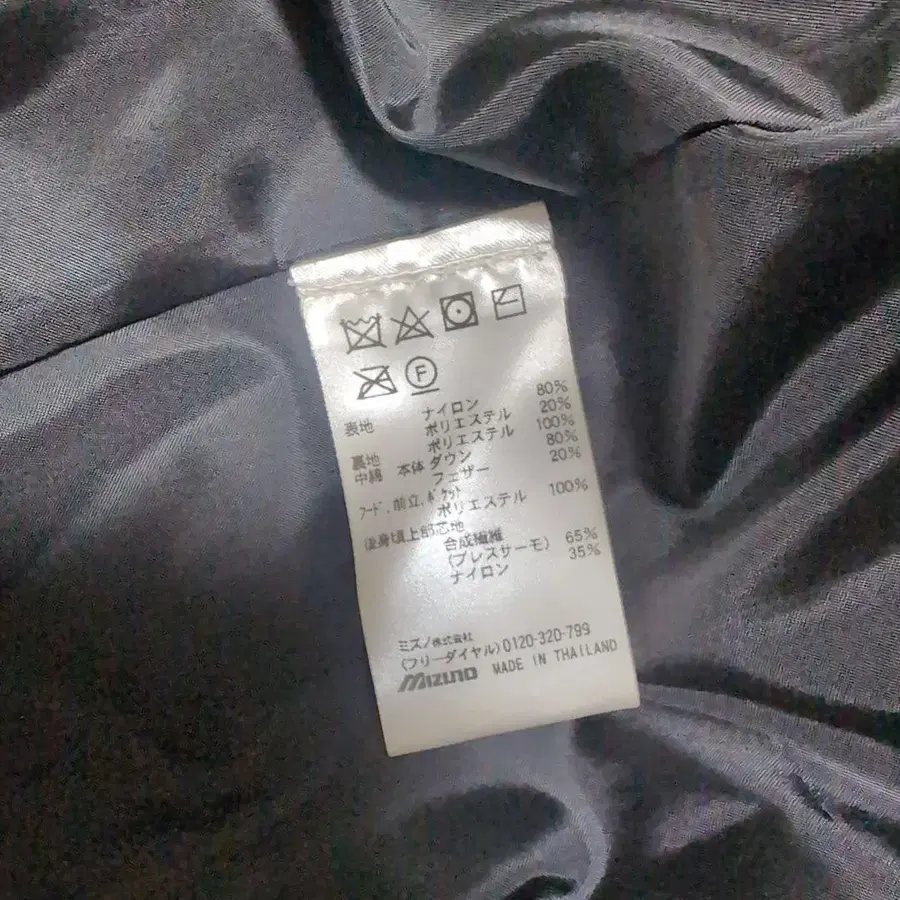 F
表地 ナイロン 80%
ポリエステル 20%
裏地 ポリエステル 100%
中綿 本体 ダウン 80%
フェザー 20%
フード、前立、ポケット
ポリエステル 100%
後身頃上部芯地
合成繊維 65%
(ブレスサーモ)
ナイロン 35%
ミズノ株式会社
(フリーダイヤル)0120-320-799
MIZUNO MADE IN THAILAND